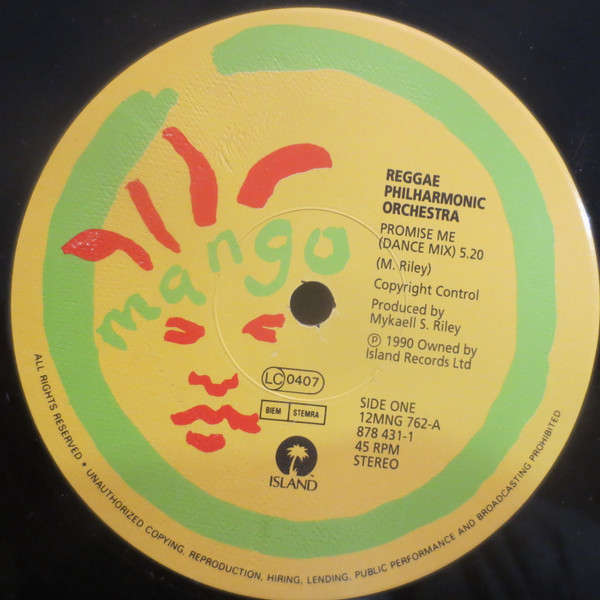 mango
REGGAE
PHILHARMONIC
ORCHESTRA
PROMISE ME
(DANCE MIX) 5.20
(M. Riley)
Copyright Control
Produced by
Mykaell S. Riley
Ⓟ 1990 Owned by
Island Records Ltd
LC 0407
BIEM STEMRA
SIDE ONE
12MNG 762-A
878 431-1
45 RPM
STEREO
ISLAND
ALL RIGHTS RESERVED • UNAUTHORIZED COPYING, REPRODUCTION, HIRING, LENDING, PUBLIC PERFORMANCE AND BROADCASTING PROHIBITED